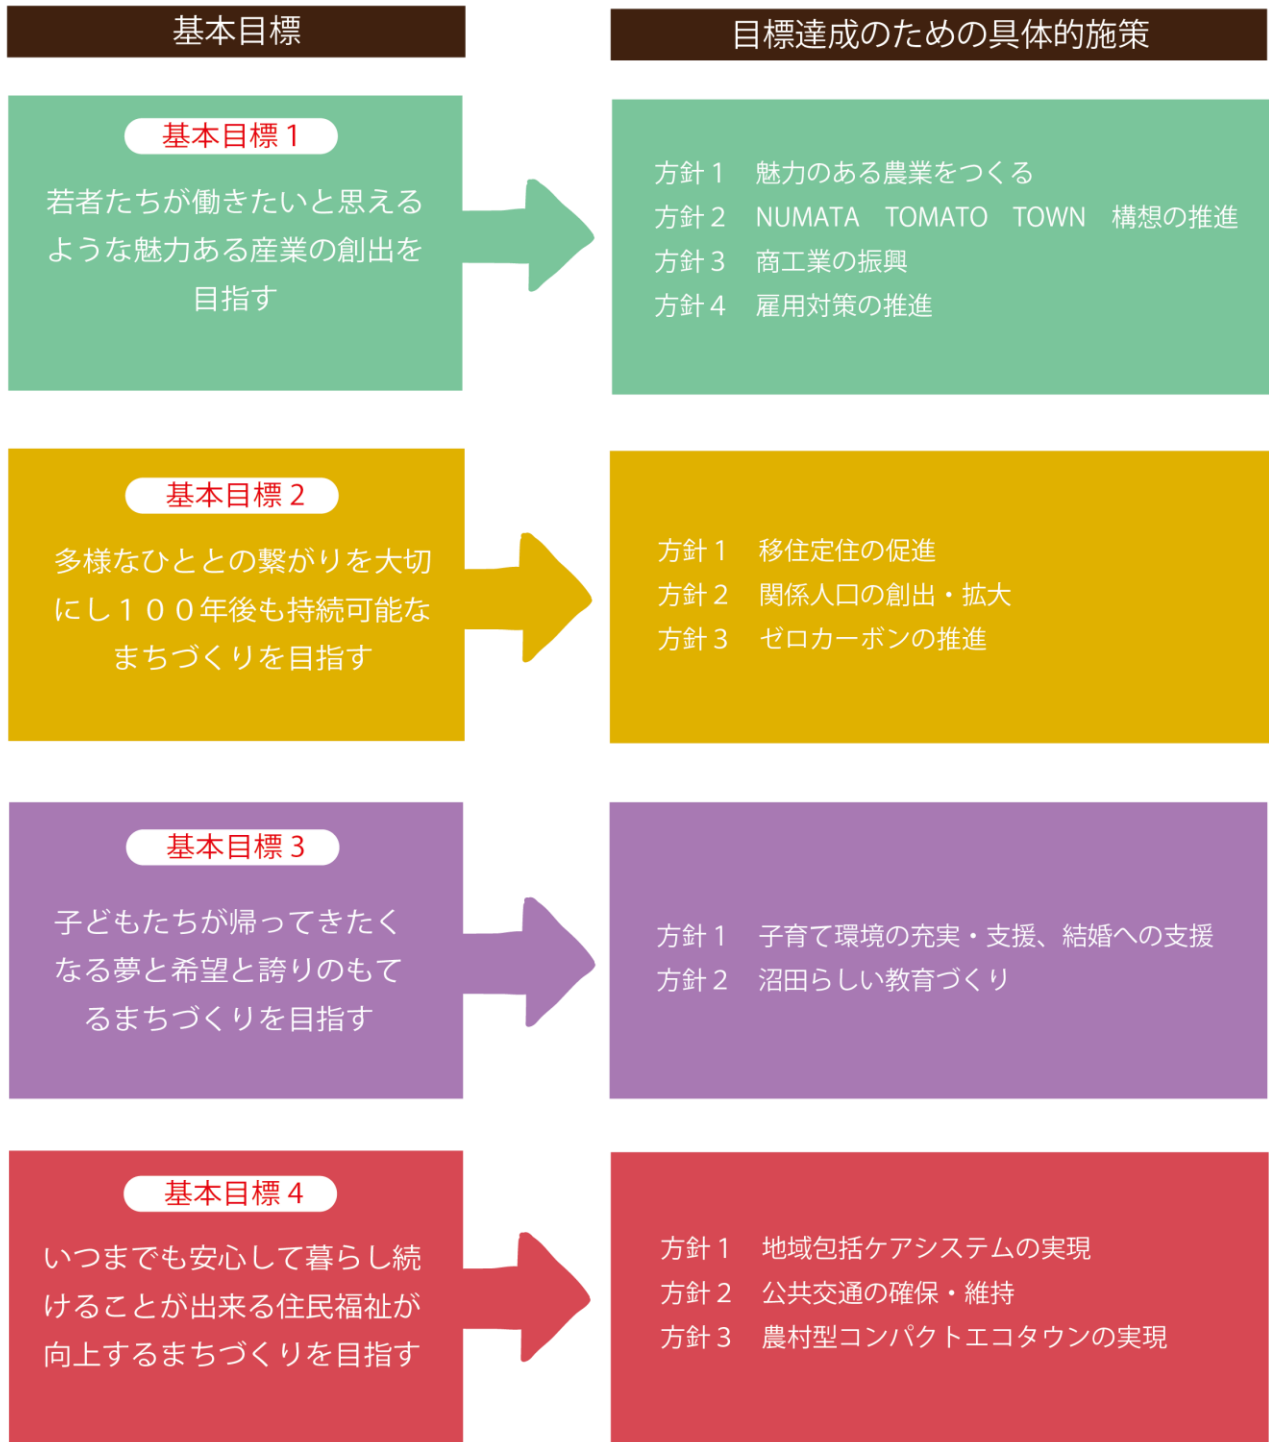 基本目標
目標達成のための具体的施策
基本目標１
若者たちが働きたいと思える
ような魅力ある産業の創出を
目指す
方針１　魅力のある農業をつくる
方針２　NUMATA　TOMATO　TOWN　構想の推進
方針３　商工業の振興
方針４　雇用対策の推進
基本目標２
多様なひととの繋がりを大切
にし１００年後も持続可能な
まちづくりを目指す
方針１　移住定住の促進
方針２　関係人口の創出・拡大
方針３　ゼロカーボンの推進
基本目標３
子どもたちが帰ってきたく
なる夢と希望と誇りのもて
るまちづくりを目指す
方針１　子育て環境の充実・支援、結婚への支援
方針２　沼田らしい教育づくり
基本目標４
いつまでも安心して暮らし続
けることが出来る住民福祉が
向上するまちづくりを目指す
方針１　地域包括ケアシステムの実現
方針２　公共交通の確保・維持
方針３　農村型コンパクトエコタウンの実現